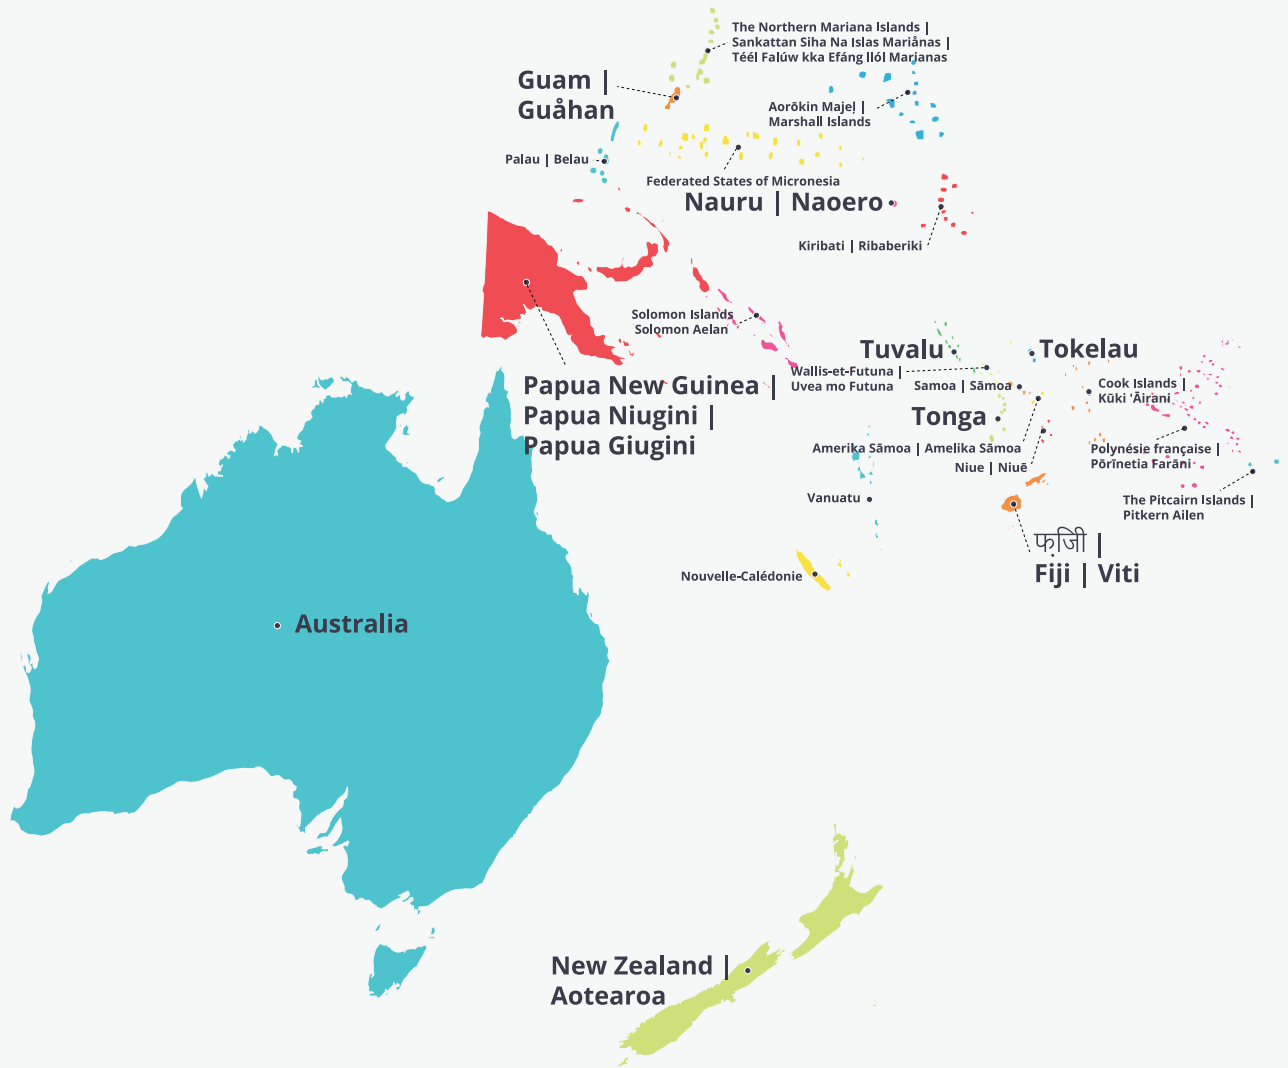 The Northern Mariana Islands |
Sankattan Siha Na Islas Mariånas |
Téél Falúw kka Efáng llól Marianas
Guam |
Guåhan
Aorōkin Majeļ |
Marshall Islands
Palau | Belau
Federated States of Micronesia
Nauru | Naoero
Kiribati | Ribaberiki
Solomon Islands
Solomon Aelan
Tuvalu
Tokelau
Wallis-et-Futuna |
Uvea mo Futuna
Samoa | Sāmoa
Cook Islands |
Kūki 'Āirani
Papua New Guinea |
Papua Niugini |
Papua Giugini
Tonga
Amerika Sāmoa | Amelika Sāmoa
Niue | Niuē
Polynésie française |
Pōrīnetia Farāni
Vanuatu
The Pitcairn Islands |
Pitkern Ailen
फ़िजी |
Fiji | Viti
Nouvelle-Calédonie
Australia
New Zealand |
Aotearoa